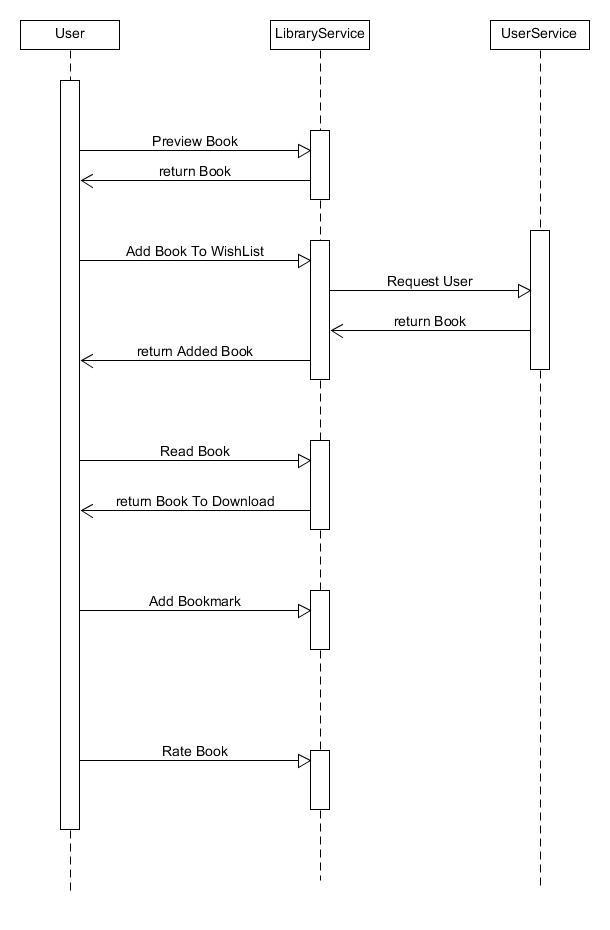 User
LibraryService
UserService
Preview Book
return Book
Add Book To WishList
Request User
return Book
return Added Book
Read Book
return Book To Download
Add Bookmark
Rate Book